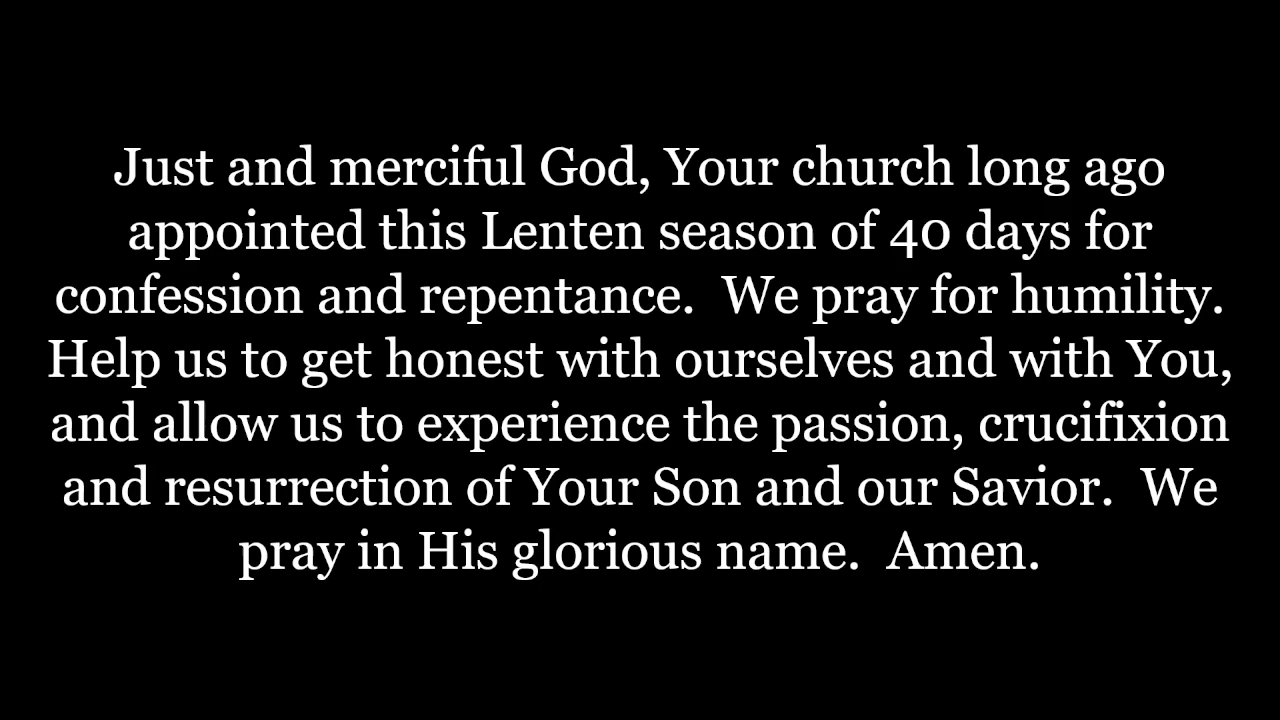 Just and merciful God, Your church long ago
appointed this Lenten season of 40 days for
confession and repentance.  We pray for humility.
Help us to get honest with ourselves and with You,
and allow us to experience the passion, crucifixion
and resurrection of Your Son and our Savior.  We
pray in His glorious name.  Amen.